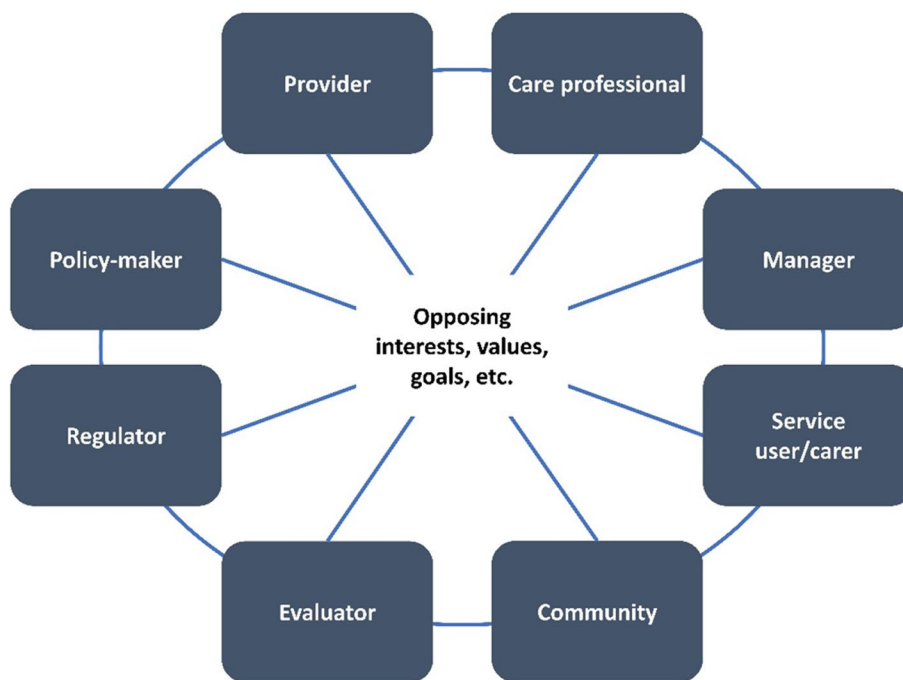 Provider
Care professional
Policy-maker
Manager
Opposing
interests, values,
goals, etc.
Regulator
Service
user/carer
Evaluator
Community